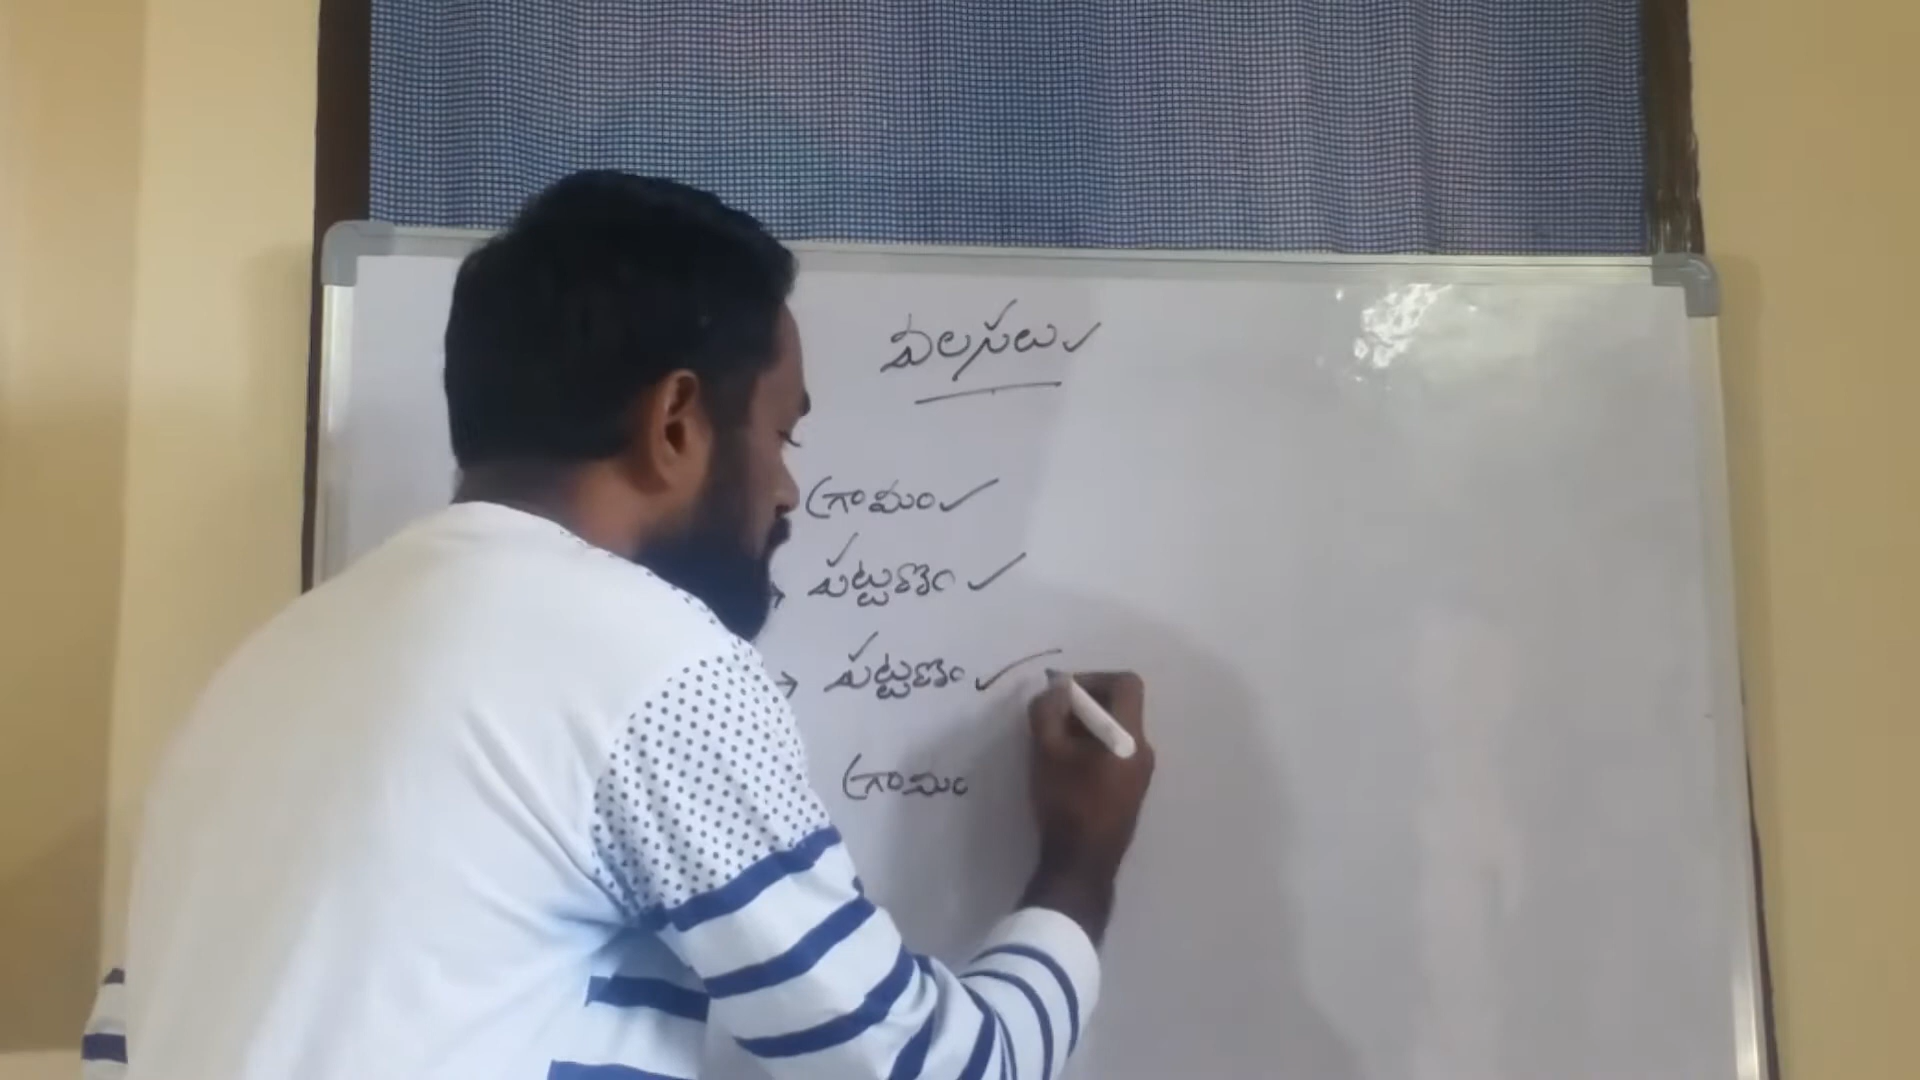 వలసలు
గ్రామం
→ పట్టణం
→ పట్టణం
గ్రామం